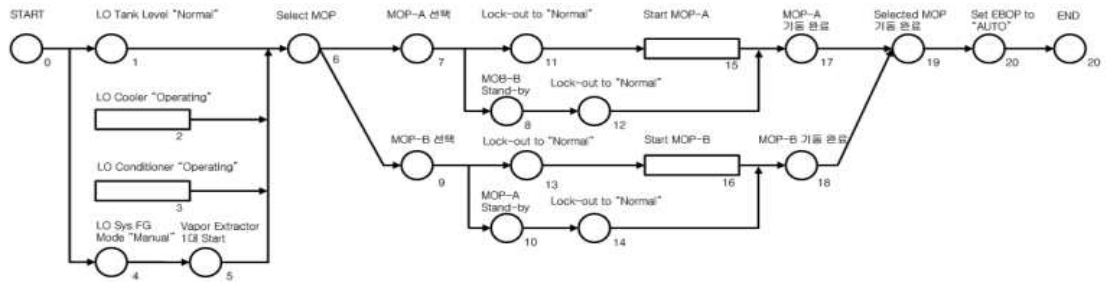 START
LO Tank Level "Normal"
Select MOP
MOP-A 선택
Lock-out to "Normal"
Start MOP-A
MOP-A
기동 완료
Selected MOP
기동 완료
Set EBOP to
"AUTO"
END
0
1
6
7
11
15
17
19
20
20
LO Cooler "Operating"
2
MOB-B
Stand-by
Lock-out to "Normal"
8
12
LO Conditioner "Operating"
3
MOP-B 선택
Lock-out to "Normal"
Start MOP-B
MOP-B 기동 완료
9
13
16
18
LO Sys FG
Mode "Manual"
Vapor Extractor
1대 Start
4
5
MOP-A
Stand-by
Lock-out to "Normal"
10
14